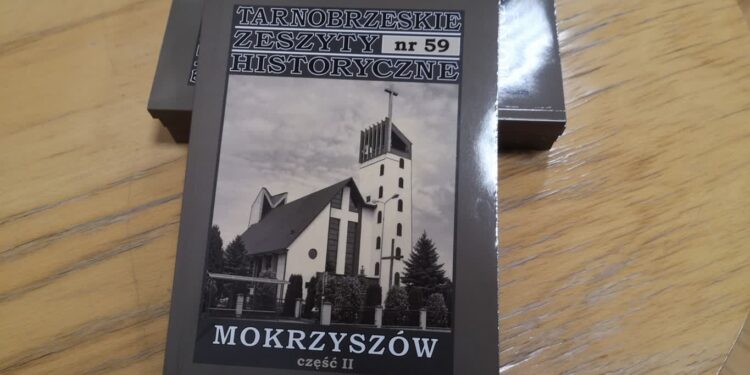 TARNOBRZESKIE
ZESZYTY nr 59
HISTORYCZNE
MOKRZYSZÓW
część II